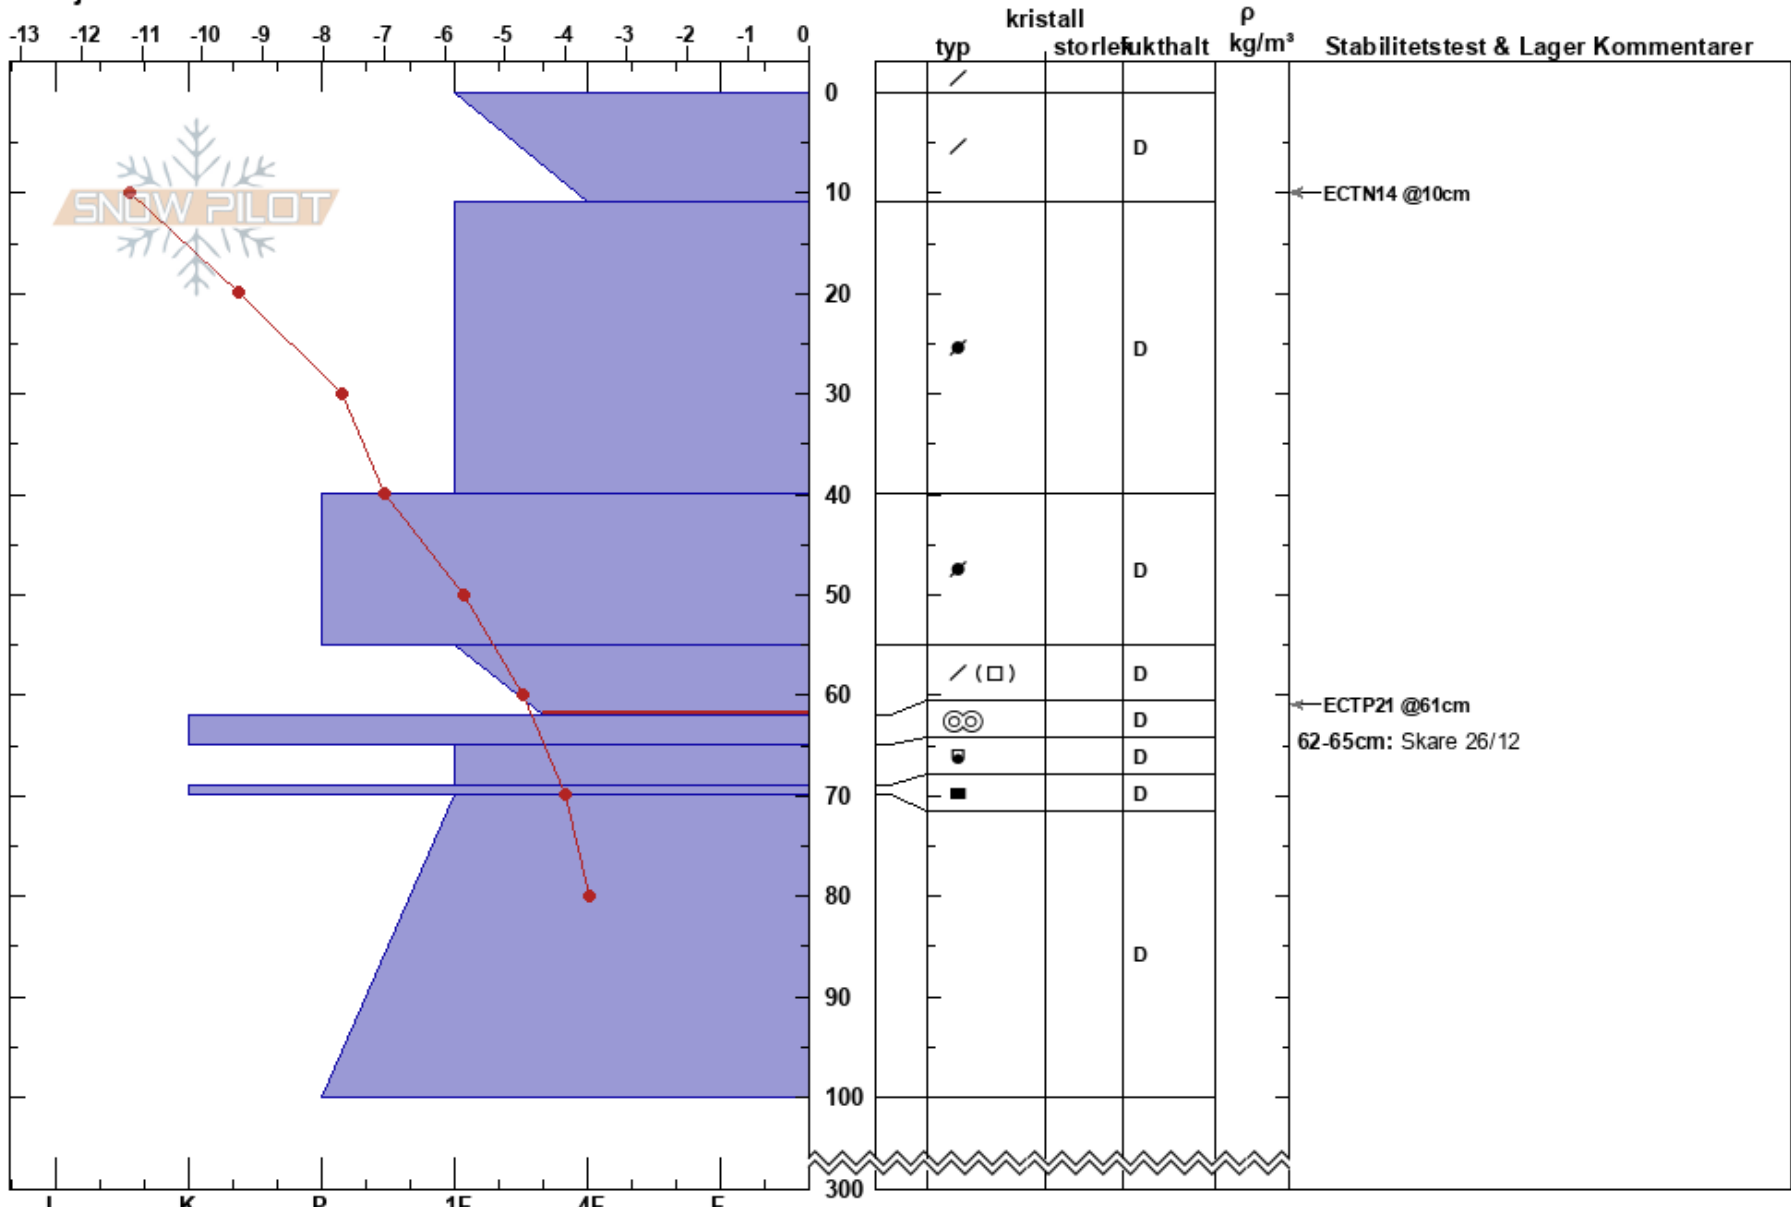 kristall ρ
-13 -12 -11 -10 -9 -8 -7 -6 -5 -4 -3 -2 -1 0 typ fukthalt kg/m³ Stabilitetstest & Lager Kommentarer
0
D
SNOW PILOT
10 ECTN14 @10cm
20
D
30
40
D
50
(□) D
60 ECTP21 @61cm
D
62-65cm: Skare 26/12
D
70 D
80
D
90
100
300
K P 1F 4F F